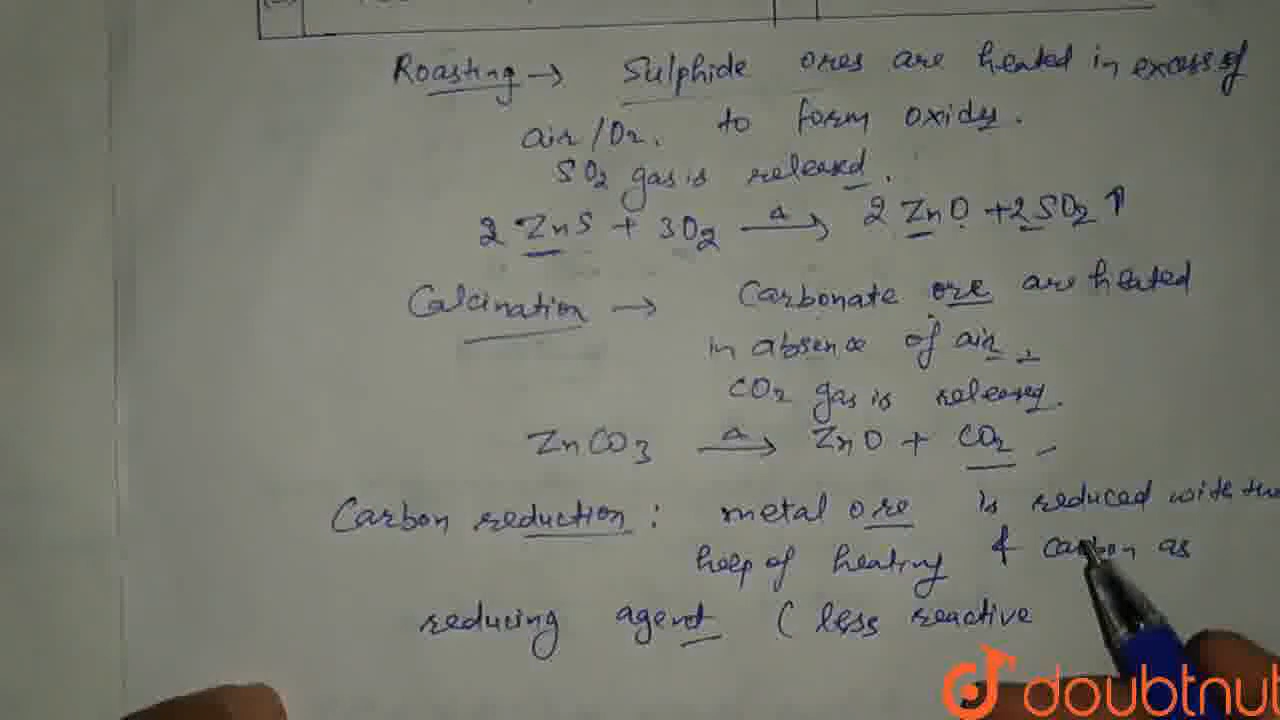 Roasting → Sulphide ores are heated in excess of
air/O2. to form oxides.
SO2 gas is released.
2 ZnS + 3O2 —Δ→ 2 ZnO + 2SO2 ↑
Calcination → Carbonate ore are heated
in absence of air,
CO2 gas is released.
ZnCO3 —Δ→ ZnO + CO2
Carbon reduction: metal ore is reduced with the
help of heating & carbon as
reducing agent (less reactive
doubtnut